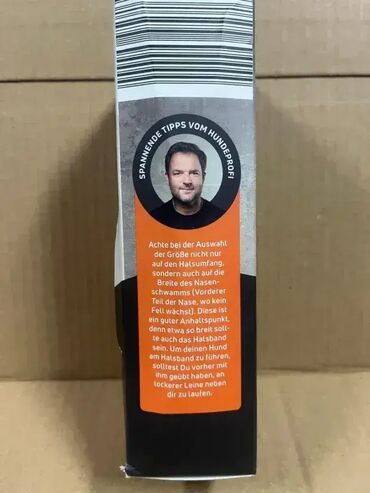 SPANNENDE TIPPS VOM HUNDEPROFI
Achte bei der Auswahl
der Größe nicht nur
auf den Halsumfang,
sondern auch auf die
Breite des Nasen-
schwamms (Vorderer
Teil der Nase, wo kein
Fell wächst). Diese ist
ein guter Anhaltspunkt,
denn etwa so breit soll-
te auch das Halsband
sein. Um deinen Hund
am Halsband zu führen,
solltest Du vorher mit
ihm geübt haben, an
lockerer Leine neben
dir zu laufen.